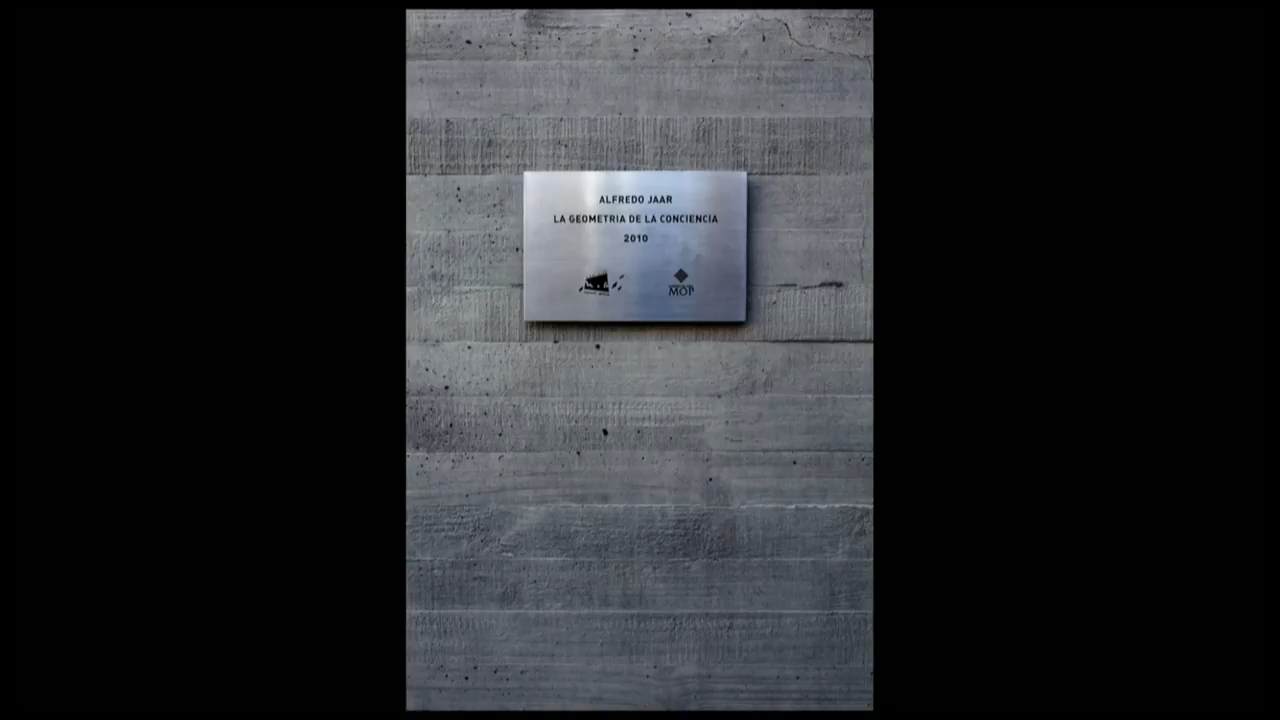 ALFREDO JAAR
LA GEOMETRIA DE LA CONCIENCIA
2010
MOP